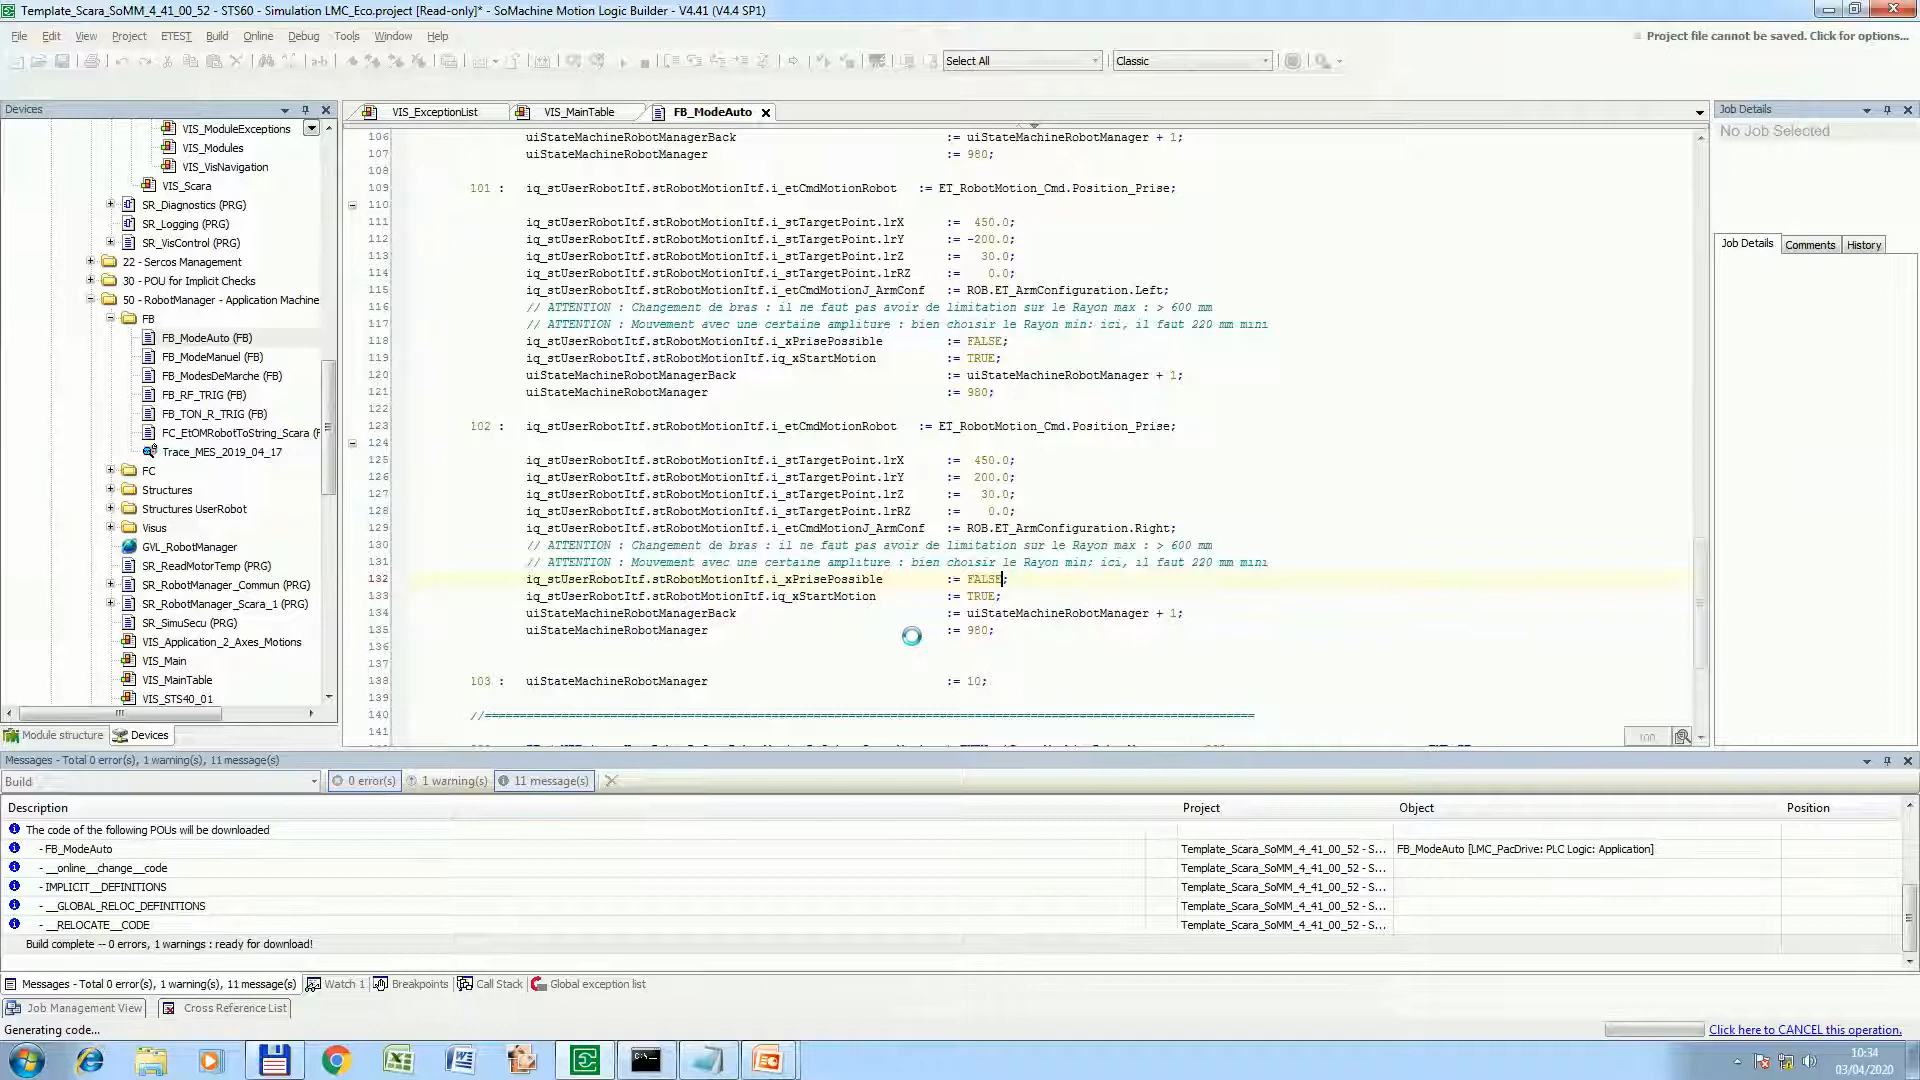 Template_Scara_SoMM_4_41_00_52 - STS60 - Simulation LMC_Eco.project [Read-only]* - SoMachine Motion Logic Builder - V4.41 (V4.4 SP1)
File Edit View Project ETEST Build Online Debug Tools Window Help
Project file cannot be saved. Click for options...
Select All
Classic
Devices
VIS_ModuleExceptions
VIS_Modules
VIS_VisNavigation
VIS_Scara
SR_Diagnostics (PRG)
SR_Logging (PRG)
SR_VisControl (PRG)
22 - Sercos Management
30 - POU for Implicit Checks
50 - RobotManager - Application Machine
FB
FB_ModeAuto (FB)
FB_ModeManuel (FB)
FB_ModesDeMarche (FB)
FB_RF_TRIG (FB)
FB_TON_R_TRIG (FB)
FC_EtOMRobotToString_Scara (F
Trace_MES_2019_04_17
FC
Structures
Structures UserRobot
Visus
GVL_RobotManager
SR_ReadMotorTemp (PRG)
SR_RobotManager_Commun (PRG)
SR_RobotManager_Scara_1 (PRG)
SR_SimuSecu (PRG)
VIS_Application_2_Axes_Motions
VIS_Main
VIS_MainTable
VIS_STS40_01
Module structure Devices
VIS_ExceptionList VIS_MainTable FB_ModeAuto
106 uiStateMachineRobotManagerBack := uiStateMachineRobotManager + 1;
107 uiStateMachineRobotManager := 980;
108
109 101 : iq_stUserRobotItf.stRobotMotionItf.i_etCmdMotionRobot := ET_RobotMotion_Cmd.Position_Prise;
110
111 iq_stUserRobotItf.stRobotMotionItf.i_stTargetPoint.lrX := 450.0;
112 iq_stUserRobotItf.stRobotMotionItf.i_stTargetPoint.lrY := -200.0;
113 iq_stUserRobotItf.stRobotMotionItf.i_stTargetPoint.lrZ := 30.0;
114 iq_stUserRobotItf.stRobotMotionItf.i_stTargetPoint.lrRZ := 0.0;
115 iq_stUserRobotItf.stRobotMotionItf.i_etCmdMotionJ_ArmConf := ROB.ET_ArmConfiguration.Left;
116 // ATTENTION : Changement de bras : il ne faut pas avoir de limitation sur le Rayon max : > 600 mm
117 // ATTENTION : Mouvement avec une certaine ampliture : bien choisir le Rayon min: ici, il faut 220 mm mini
118 iq_stUserRobotItf.stRobotMotionItf.i_xPrisePossible := FALSE;
119 iq_stUserRobotItf.stRobotMotionItf.iq_xStartMotion := TRUE;
120 uiStateMachineRobotManagerBack := uiStateMachineRobotManager + 1;
121 uiStateMachineRobotManager := 980;
122
123 102 : iq_stUserRobotItf.stRobotMotionItf.i_etCmdMotionRobot := ET_RobotMotion_Cmd.Position_Prise;
124
125 iq_stUserRobotItf.stRobotMotionItf.i_stTargetPoint.lrX := 450.0;
126 iq_stUserRobotItf.stRobotMotionItf.i_stTargetPoint.lrY := 200.0;
127 iq_stUserRobotItf.stRobotMotionItf.i_stTargetPoint.lrZ := 30.0;
128 iq_stUserRobotItf.stRobotMotionItf.i_stTargetPoint.lrRZ := 0.0;
129 iq_stUserRobotItf.stRobotMotionItf.i_etCmdMotionJ_ArmConf := ROB.ET_ArmConfiguration.Right;
130 // ATTENTION : Changement de bras : il ne faut pas avoir de limitation sur le Rayon max : > 600 mm
131 // ATTENTION : Mouvement avec une certaine ampliture : bien choisir le Rayon min; ici, il faut 220 mm mini
132 iq_stUserRobotItf.stRobotMotionItf.i_xPrisePossible := FALSE;
133 iq_stUserRobotItf.stRobotMotionItf.iq_xStartMotion := TRUE;
134 uiStateMachineRobotManagerBack := uiStateMachineRobotManager + 1;
135 uiStateMachineRobotManager := 980;
136
137
138 103 : uiStateMachineRobotManager := 10;
139
140 //==========================================================
141
100
Job Details
No Job Selected
Job Details Comments History
Messages - Total 0 error(s), 1 warning(s), 11 message(s)
Build 0 error(s) 1 warning(s) 11 message(s)
Description Project Object Position
The code of the following POUs will be downloaded
- FB_ModeAuto Template_Scara_SoMM_4_41_00_52 - S... FB_ModeAuto [LMC_PacDrive: PLC Logic: Application]
- __online__change__code Template_Scara_SoMM_4_41_00_52 - S...
- IMPLICIT__DEFINITIONS Template_Scara_SoMM_4_41_00_52 - S...
- __GLOBAL_RELOC_DEFINITIONS Template_Scara_SoMM_4_41_00_52 - S...
- __RELOCATE__CODE Template_Scara_SoMM_4_41_00_52 - S...
Build complete -- 0 errors, 1 warnings : ready for download!
Messages - Total 0 error(s), 1 warning(s), 11 message(s) Watch 1 Breakpoints Call Stack Global exception list
Job Management View Cross Reference List
Generating code...
Click here to CANCEL this operation.
10:34
03/04/2020